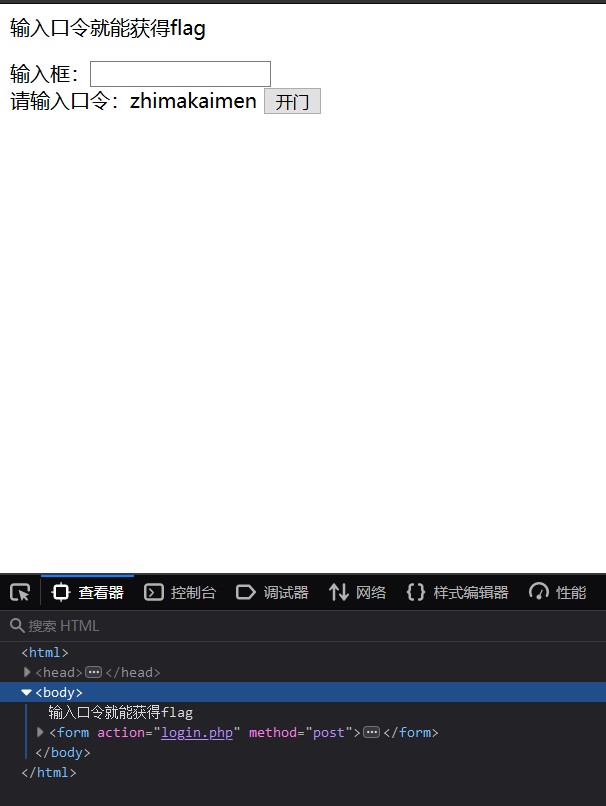 输入口令就能获得flag
输入框：
请输入口令：zhimakaimen 开门
查看器 控制台 调试器 网络 样式编辑器 性能
搜索 HTML
<html>
<head>…</head>
<body>
输入口令就能获得flag
<form action="login.php" method="post">…</form>
</body>
</html>